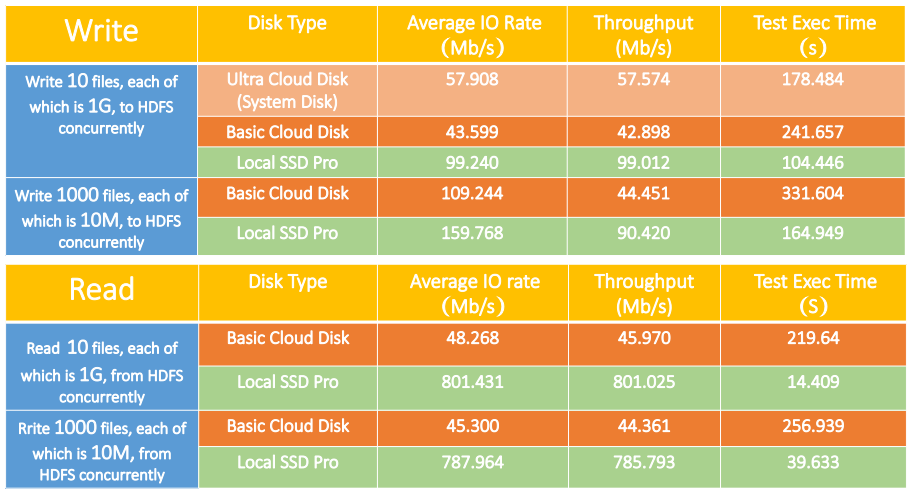 Write
Disk Type
Average IO Rate
(Mb/s)
Throughput
(Mb/s)
Test Exec Time
(s)
Write 10 files, each of
which is 1G, to HDFS
concurrently
Ultra Cloud Disk
(System Disk)
57.908
57.574
178.484
Basic Cloud Disk
43.599
42.898
241.657
Local SSD Pro
99.240
99.012
104.446
Write 1000 files, each of
which is 10M, to HDFS
concurrently
Basic Cloud Disk
109.244
44.451
331.604
Local SSD Pro
159.768
90.420
164.949
Read
Disk Type
Average IO rate
(Mb/s)
Throughput
(Mb/s)
Test Exec Time
(S)
Read 10 files, each of
which is 1G, from HDFS
concurrently
Basic Cloud Disk
48.268
45.970
219.64
Local SSD Pro
801.431
801.025
14.409
Rrite 1000 files, each of
which is 10M, from
HDFS concurrently
Basic Cloud Disk
45.300
44.361
256.939
Local SSD Pro
787.964
785.793
39.633